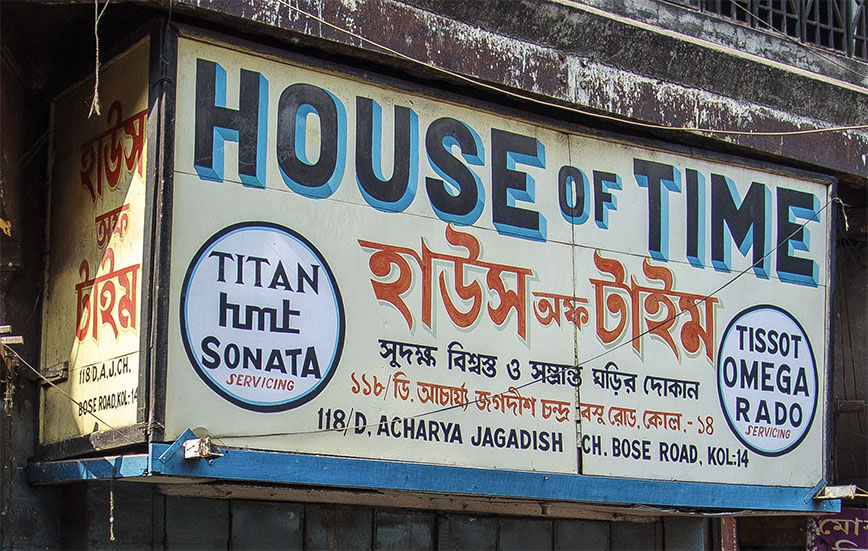 হাউস
অফ
টাইম
118 D, A.J.CH.
BOSE ROAD, KOL-14
HOUSE OF TIME
হাউস অফ টাইম
TITAN
hmt
SONATA
SERVICING
সুদক্ষ বিশ্বস্ত ও সম্ভ্রান্ত ঘড়ির দোকান
১১৮/ডি. আচার্য্য জগদীশ চন্দ্র বসু রোড, কোল.- ১৪
118/D, ACHARYA JAGADISH CH. BOSE ROAD, KOL-14
TISSOT
OMEGA
RADO
SERVICING